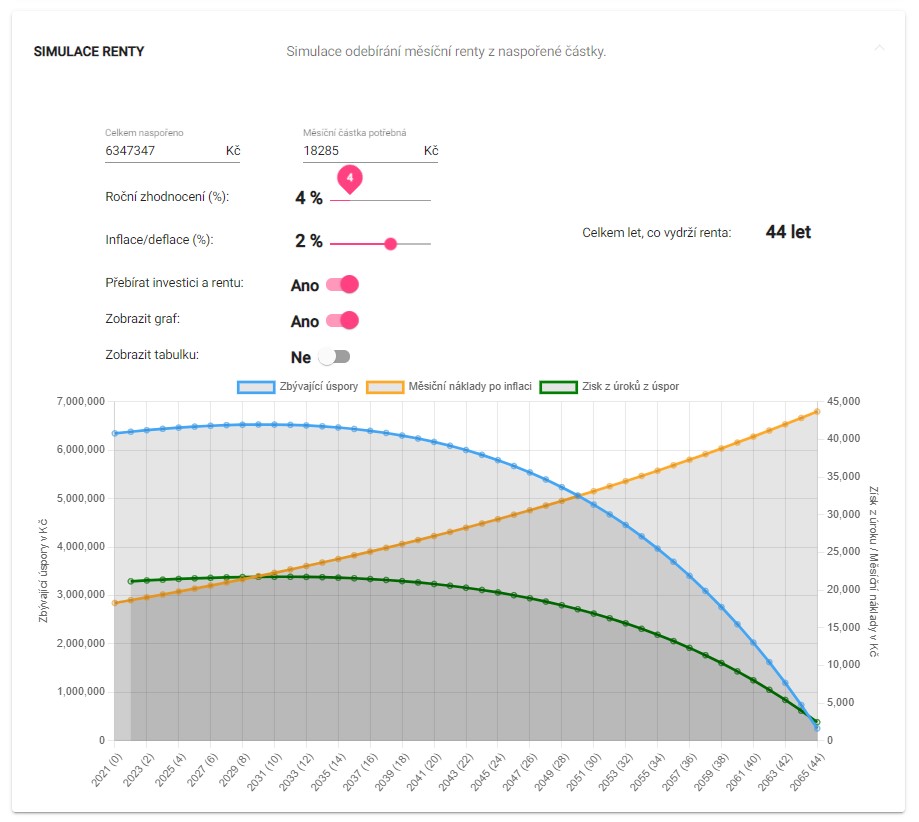 SIMULACE RENTY
Simulace odebírání měsíční renty z naspořené částky.
Celkem naspořeno
Měsíční částka potřebná
6347347 Kč
18285 Kč
4
Roční zhodnocení (%): 4 %
Inflace/deflace (%): 2 %
Celkem let, co vydrží renta: 44 let
Přebírat investici a rentu: Ano
Zobrazit graf: Ano
Zobrazit tabulku: Ne
Zbývající úspory
Měsiční náklady po inflaci
Zisk z úroků z úspor
7,000,000
6,000,000
5,000,000
4,000,000
3,000,000
2,000,000
1,000,000
0
Zbývající úspory v Kč
45,000
40,000
35,000
30,000
25,000
20,000
15,000
10,000
5,000
0
Zisk z úroku / Měsiční náklady v Kč
2021 (0)
2023 (2)
2025 (4)
2027 (6)
2029 (8)
2031 (10)
2033 (12)
2035 (14)
2037 (16)
2039 (18)
2041 (20)
2043 (22)
2045 (24)
2047 (26)
2049 (28)
2051 (30)
2053 (32)
2055 (34)
2057 (36)
2059 (38)
2061 (40)
2063 (42)
2065 (44)